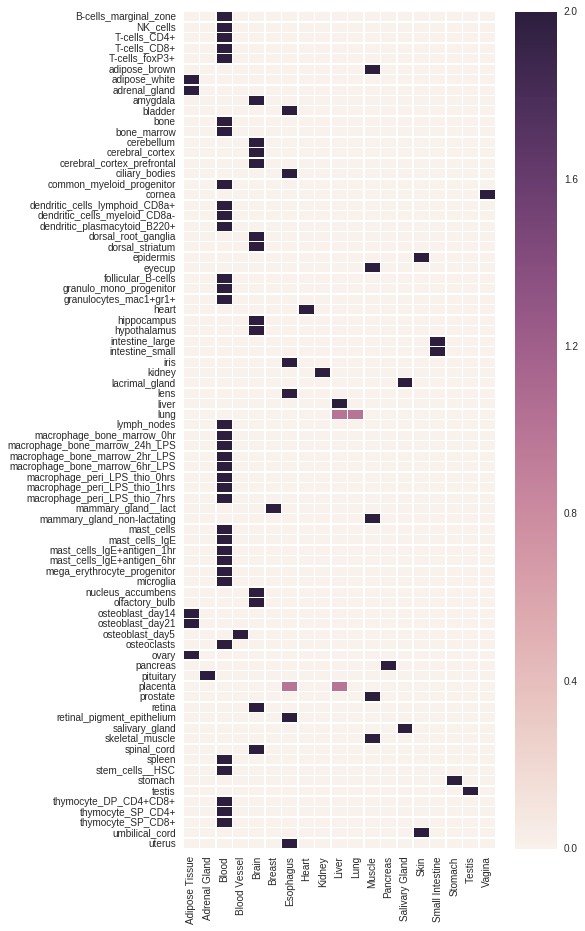 B-cells_marginal_zone
NK_cells
T-cells_CD4+
T-cells_CD8+
T-cells_foxP3+
adipose_brown
adipose_white
adrenal_gland
amygdala
bladder
bone
bone_marrow
cerebellum
cerebral_cortex
cerebral_cortex_prefrontal
ciliary_bodies
common_myeloid_progenitor
cornea
dendritic_cells_lymphoid_CD8a+
dendritic_cells_myeloid_CD8a-
dendritic_plasmacytoid_B220+
dorsal_root_ganglia
dorsal_striatum
epidermis
eyecup
follicular_B-cells
granulo_mono_progenitor
granulocytes_mac1+gr1+
heart
hippocampus
hypothalamus
intestine_large
intestine_small
iris
kidney
lacrimal_gland
lens
liver
lung
lymph_nodes
macrophage_bone_marrow_0hr
macrophage_bone_marrow_24h_LPS
macrophage_bone_marrow_2hr_LPS
macrophage_bone_marrow_6hr_LPS
macrophage_peri_LPS_thio_0hrs
macrophage_peri_LPS_thio_1hrs
macrophage_peri_LPS_thio_7hrs
mammary_gland__lact
mammary_gland_non-lactating
mast_cells
mast_cells_IgE
mast_cells_IgE+antigen_1hr
mast_cells_IgE+antigen_6hr
mega_erythrocyte_progenitor
microglia
nucleus_accumbens
olfactory_bulb
osteoblast_day14
osteoblast_day21
osteoblast_day5
osteoclasts
ovary
pancreas
pituitary
placenta
prostate
retina
retinal_pigment_epithelium
salivary_gland
skeletal_muscle
spinal_cord
spleen
stem_cells__HSC
stomach
testis
thymocyte_DP_CD4+CD8+
thymocyte_SP_CD4+
thymocyte_SP_CD8+
umbilical_cord
uterus
Adipose Tissue
Adrenal Gland
Blood
Blood Vessel
Brain
Breast
Esophagus
Heart
Kidney
Liver
Lung
Muscle
Pancreas
Salivary Gland
Skin
Small Intestine
Stomach
Testis
Vagina
2.0
1.6
1.2
0.8
0.4
0.0